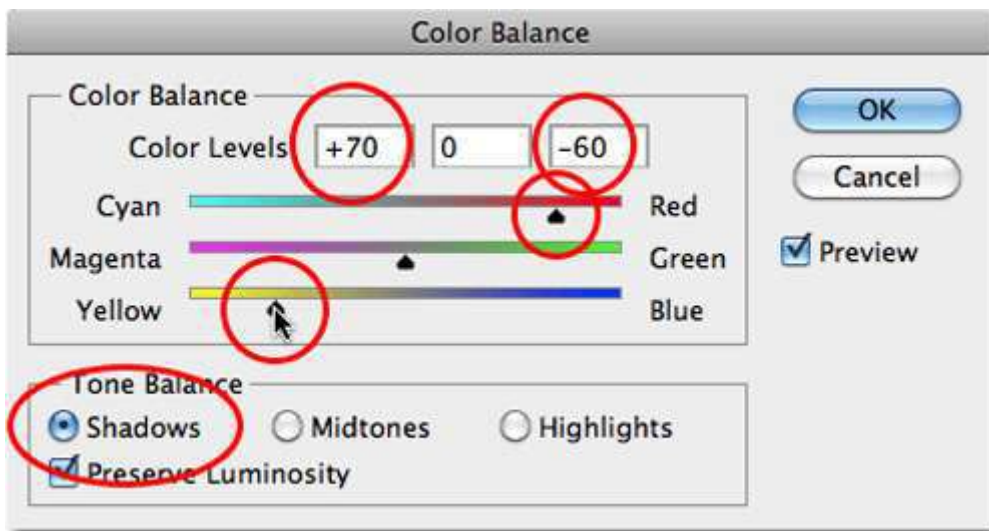 Color Balance
Color Balance
Color Levels +70 0 -60
Cyan Red
Magenta Green
Yellow Blue
OK
Cancel
Preview
Tone Balance
Shadows Midtones Highlights
Preserve Luminosity